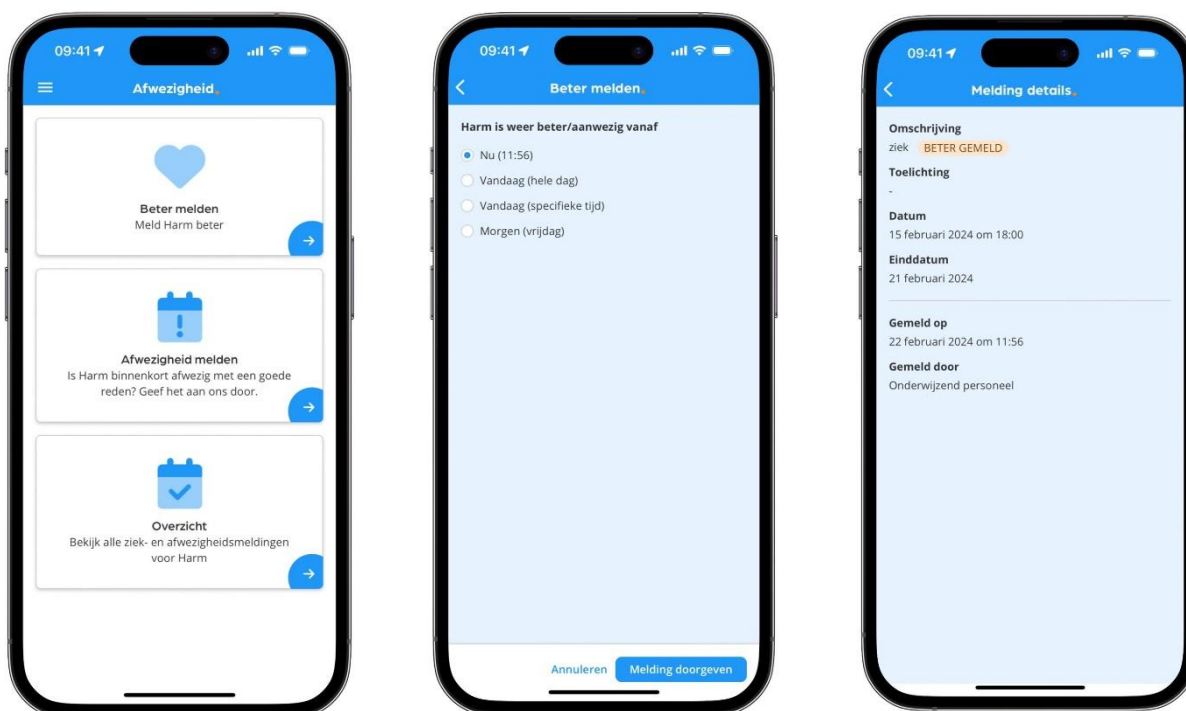 09:41
Afwezigheid.
Beter melden
Meld Harm beter
Afwezigheid melden
Is Harm binnenkort afwezig met een goede
reden? Geef het aan ons door.
Overzicht
Bekijk alle ziek- en afwezigheidsmeldingen
voor Harm
09:41
Beter melden.
Harm is weer beter/aanwezig vanaf
Nu (11:56)
Vandaag (hele dag)
Vandaag (specifieke tijd)
Morgen (vrijdag)
Annuleren Melding doorgeven
09:41
Melding details.
Omschrijving
ziek BETER GEMELD
Toelichting
-
Datum
15 februari 2024 om 18:00
Einddatum
21 februari 2024
Gemeld op
22 februari 2024 om 11:56
Gemeld door
Onderwijzend personeel